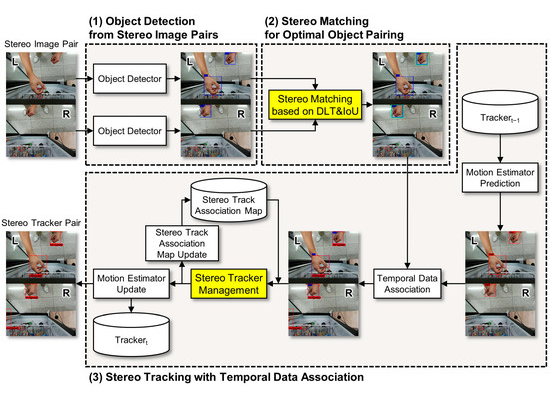 (1) Object Detection
from Stereo Image Pairs
(2) Stereo Matching
for Optimal Object Pairing
Stereo Image Pair
L
R
Object Detector
Object Detector
L
R
Stereo Matching
based on DLT&IoU
L
R
Tracker_{t−1}
Motion Estimator
Prediction
Stereo Track
Association Map
Stereo Track
Association
Map Update
Stereo Tracker Pair
L
R
Motion Estimator
Update
Stereo Tracker
Management
L
R
Temporal Data
Association
L
R
Tracker_t
(3) Stereo Tracking with Temporal Data Association